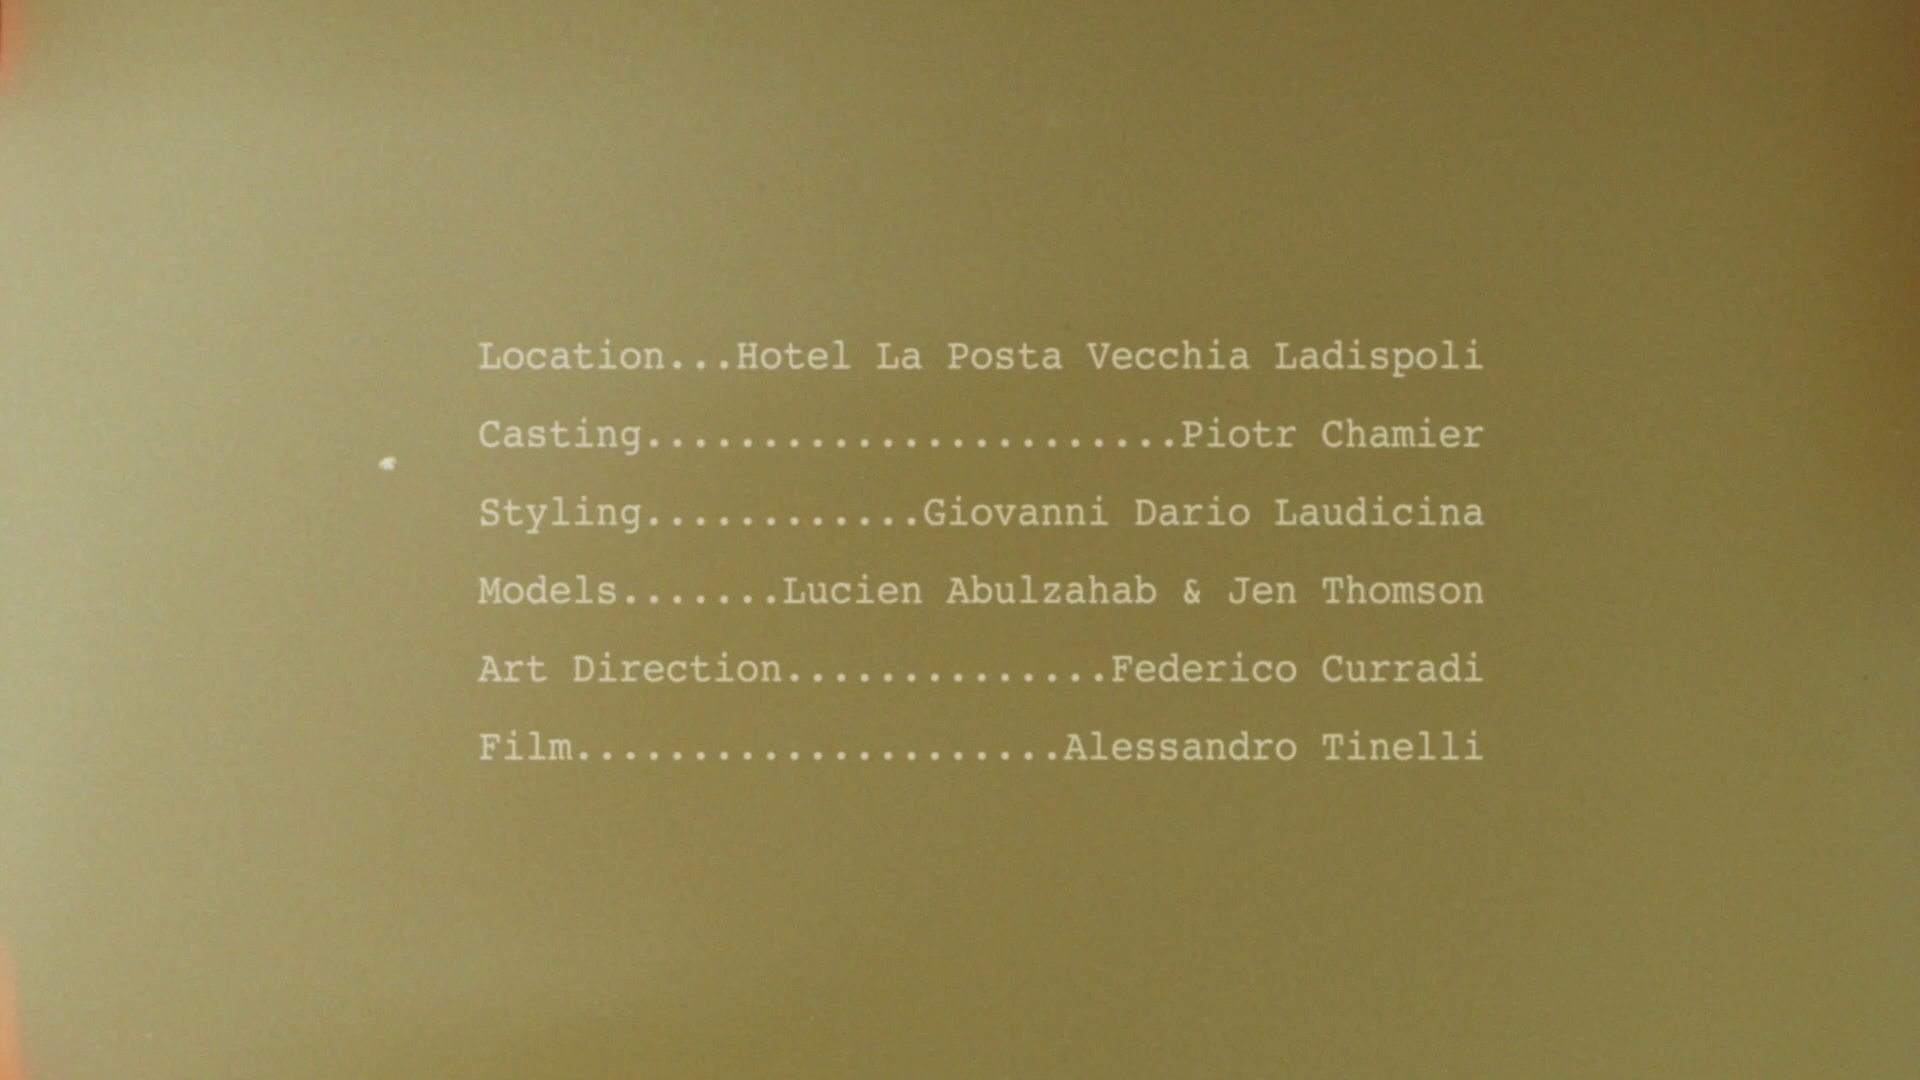 Location...Hotel La Posta Vecchia Ladispoli
Casting.......................Piotr Chamier
Styling............Giovanni Dario Laudicina
Models.......Lucien Abulzahab & Jen Thomson
Art Direction..............Federico Curradi
Film.....................Alessandro Tinelli